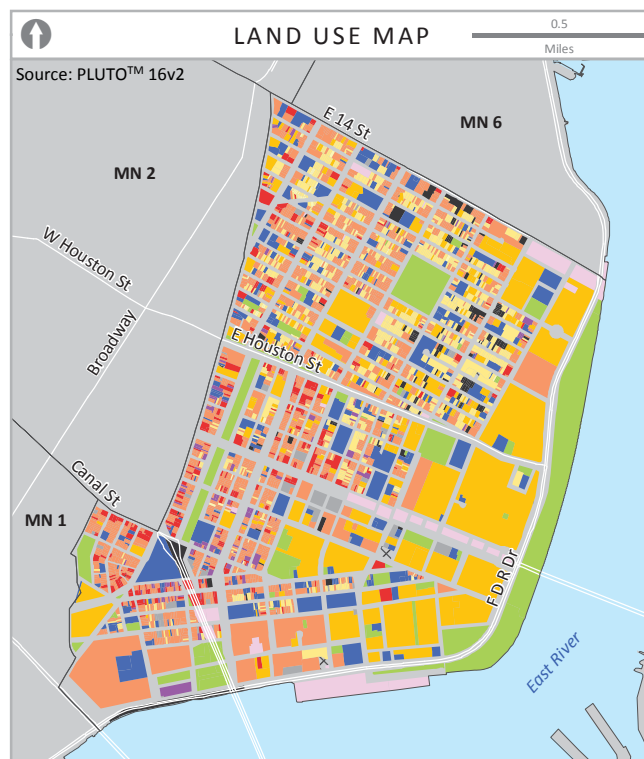 LAND USE MAP
0.5
Miles
Source: PLUTO™ 16v2
E 14 St
MN 6
MN 2
W Houston St
Broadway
E Houston St
Canal St
MN 1
F D R Dr
East River